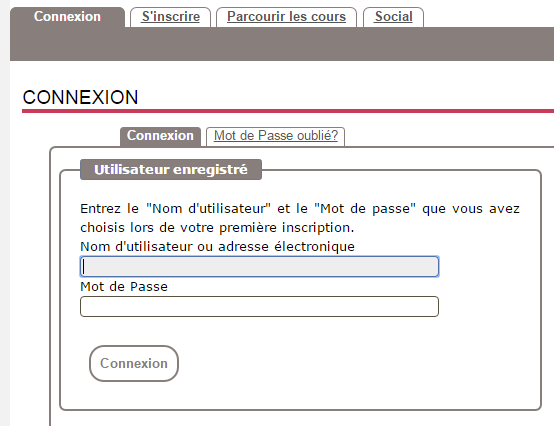 Connexion S'inscrire Parcourir les cours Social
CONNEXION
Connexion Mot de Passe oublié?
Utilisateur enregistré
Entrez le "Nom d'utilisateur" et le "Mot de passe" que vous avez
choisis lors de votre première inscription.
Nom d'utilisateur ou adresse électronique
Mot de Passe
Connexion